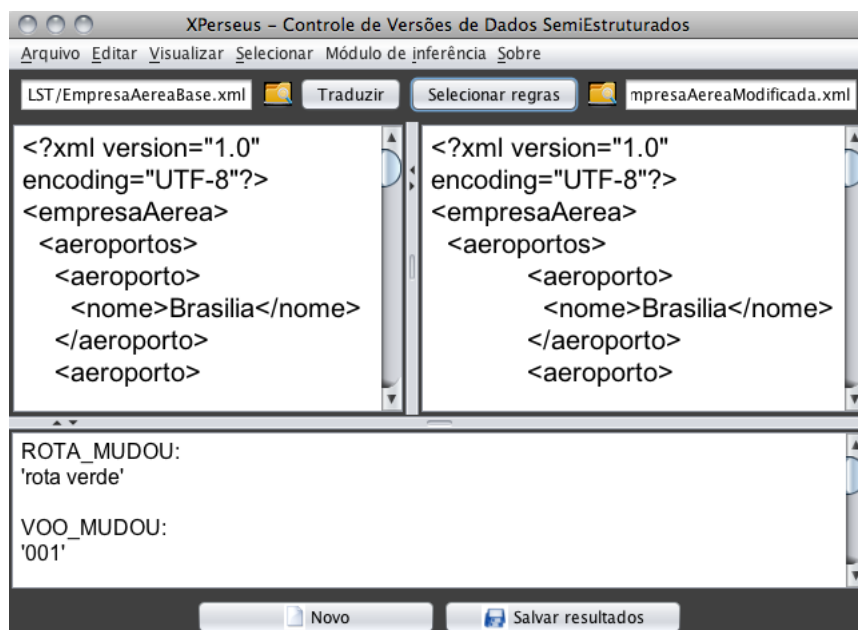 XPerseus – Controle de Versões de Dados SemiEstruturados
Arquivo Editar Visualizar Selecionar Módulo de inferência Sobre
LST/EmpresaAereaBase.xml Traduzir Selecionar regras mpresaAereaModificada.xml
<?xml version="1.0"
encoding="UTF-8"?>
<empresaAerea>
<aeroportos>
<aeroporto>
<nome>Brasilia</nome>
</aeroporto>
<aeroporto>
<?xml version="1.0"
encoding="UTF-8"?>
<empresaAerea>
<aeroportos>
<aeroporto>
<nome>Brasilia</nome>
</aeroporto>
<aeroporto>
ROTA_MUDOU:
'rota verde'
VOO_MUDOU:
'001'
Novo Salvar resultados